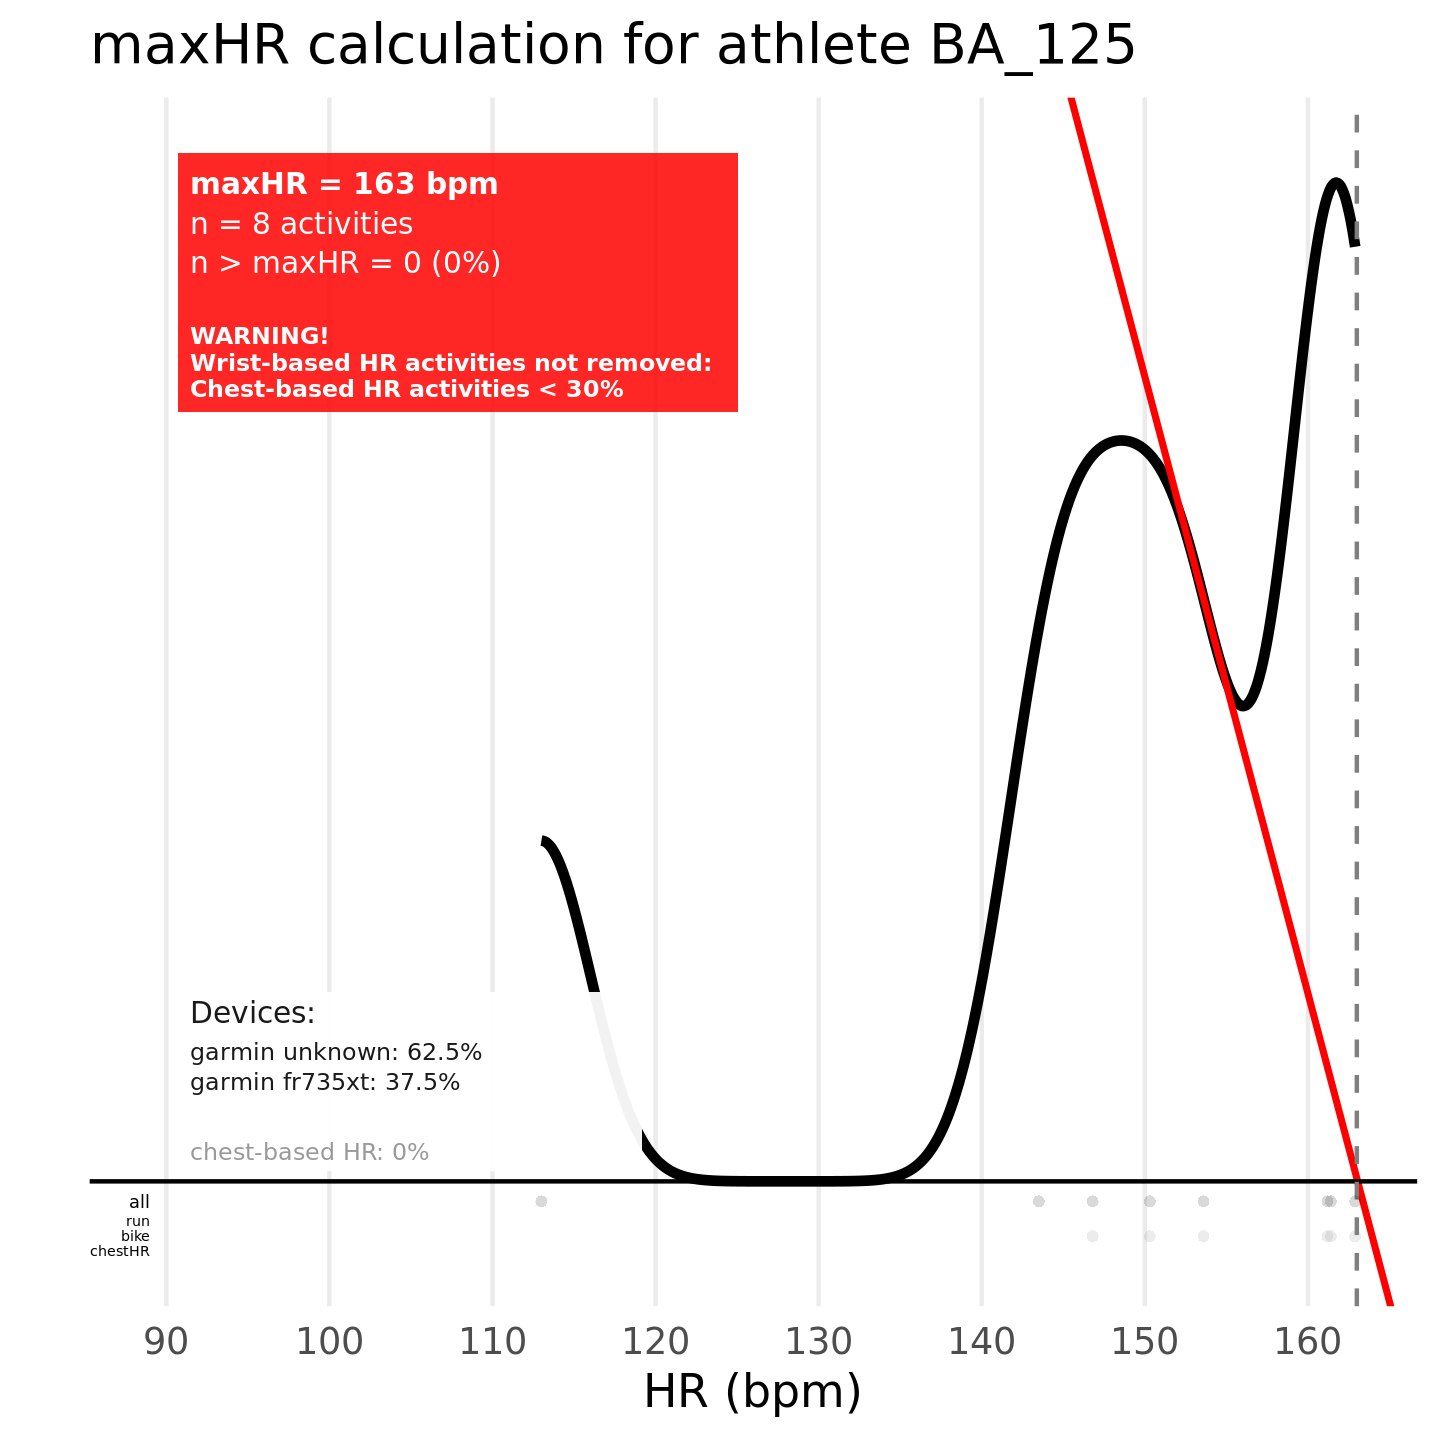 maxHR calculation for athlete BA_125
maxHR = 163 bpm
n = 8 activities
n > maxHR = 0 (0%)
WARNING!
Wrist-based HR activities not removed:
Chest-based HR activities < 30%
Devices:
garmin unknown: 62.5%
garmin fr735xt: 37.5%
chest-based HR: 0%
all
run
bike
chestHR
90 100 110 120 130 140 150 160
HR (bpm)